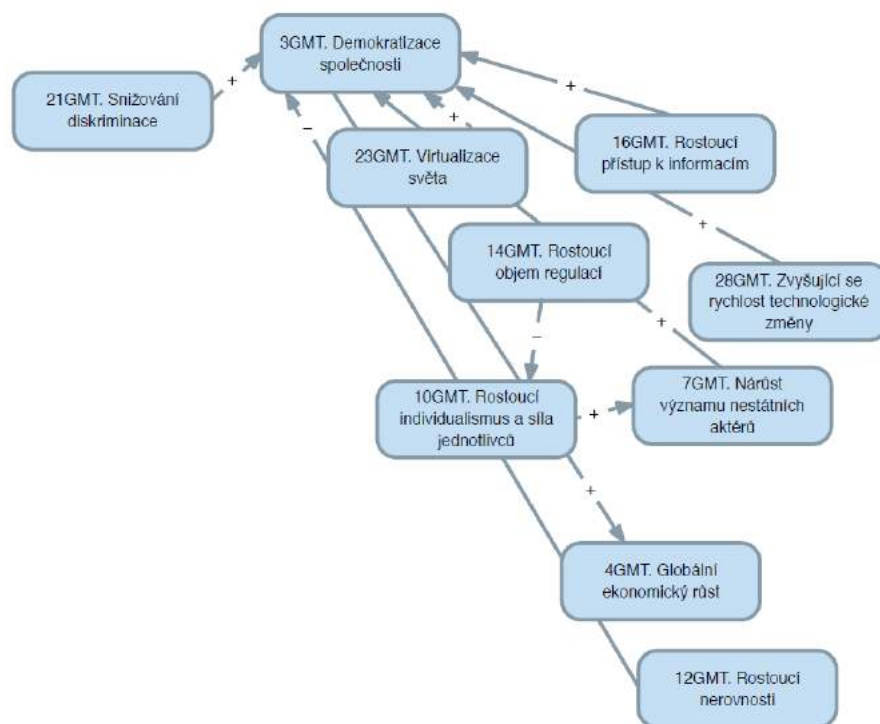 3GMT. Demokratizace
společnosti
21GMT. Snižování
diskriminace
+
+
–
+
23GMT. Virtualizace
světa
16GMT. Rostoucí
přístup k informacím
+
14GMT. Rostoucí
objem regulací
28GMT. Zvyšující se
rychlost technologické
změny
–
+
10GMT. Rostoucí
individualismus a síla
jednotlivců
+
7GMT. Nárůst
významu nestátních
aktérů
+
4GMT. Globální
ekonomický růst
12GMT. Rostoucí
nerovnosti